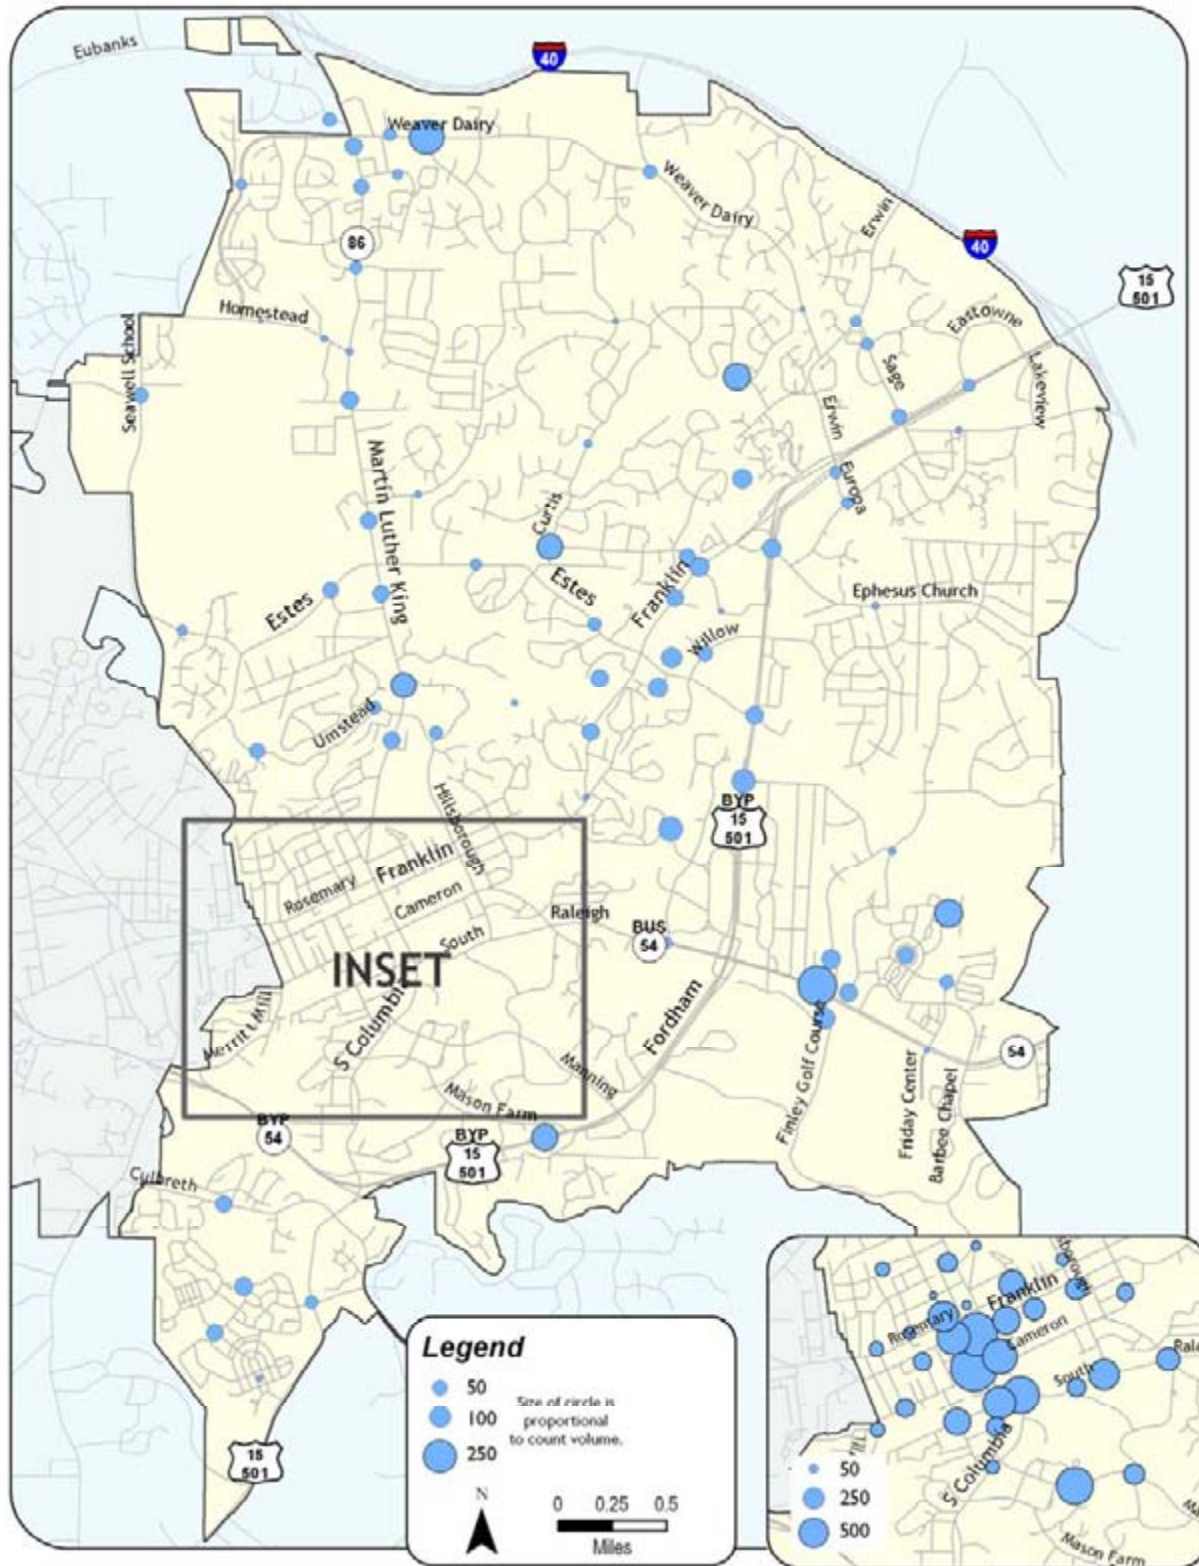 Eubanks
40
Weaver Dairy
Weaver Dairy
Erwin
40
86
15
501
Homestead
Eastowne
Seawell School
Sage
Lakeview
Erwin
Martin Luther King
Europa
Curtis
Estes
Estes
Franklin
Ephesus Church
Willow
Umstead
BYP
15
501
Hillsborough
Franklin
Rosemary
Cameron
Raleigh
BUS
54
South
INSET
S Columbia
Merritt Mill
Fordham
Finley Golf Course
54
Manning
Friday Center
Barbee Chapel
Mason Farm
BYP
54
BYP
15
501
Culbreth
15
501
Legend
50
100
250
Size of circle is
proportional
to count volume.
N
0 0.25 0.5
Miles
sborough
Franklin
Rosemary
Cameron
Rale
South
S Columbia
Mason Farm
50
250
500